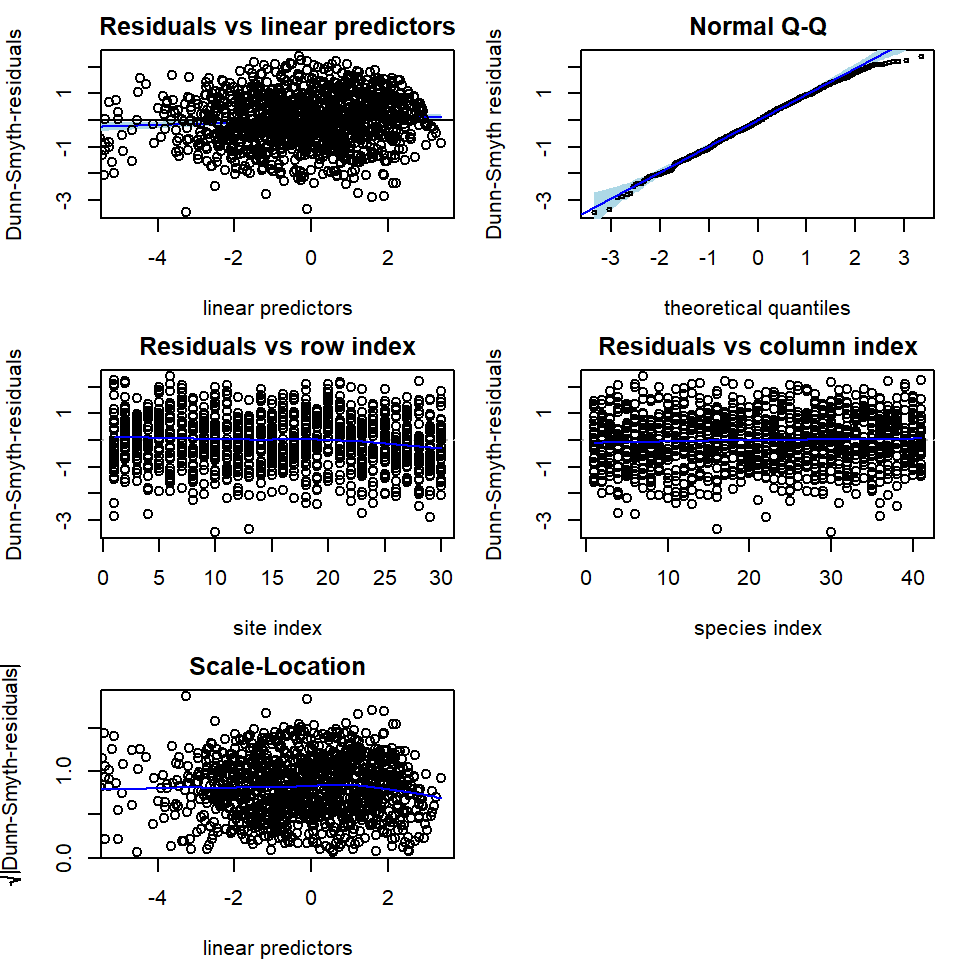 Residuals vs linear predictors
Dunn-Smyth-residuals
1
-1
-3
-4 -2 0 2
linear predictors
Normal Q-Q
Dunn-Smyth residuals
1
-1
-3
-3 -2 -1 0 1 2 3
theoretical quantiles
Residuals vs row index
Dunn-Smyth-residuals
1
-1
-3
0 5 10 15 20 25 30
site index
Residuals vs column index
Dunn-Smyth-residuals
1
-1
-3
0 10 20 30 40
species index
Scale-Location
√|Dunn-Smyth-residuals|
1.0
0.0
-4 -2 0 2
linear predictors